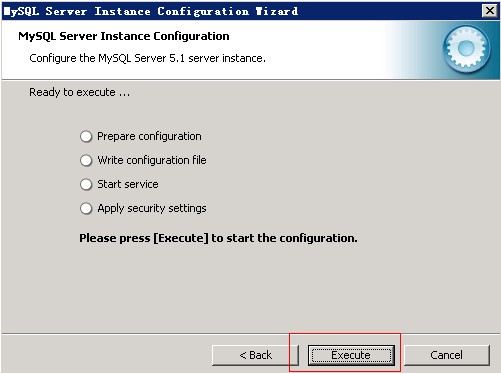 MySQL Server Instance Configuration Wizard
MySQL Server Instance Configuration
Configure the MySQL Server 5.1 server instance.
Ready to execute ...
Prepare configuration
Write configuration file
Start service
Apply security settings
Please press [Execute] to start the configuration.
< Back
Execute
Cancel